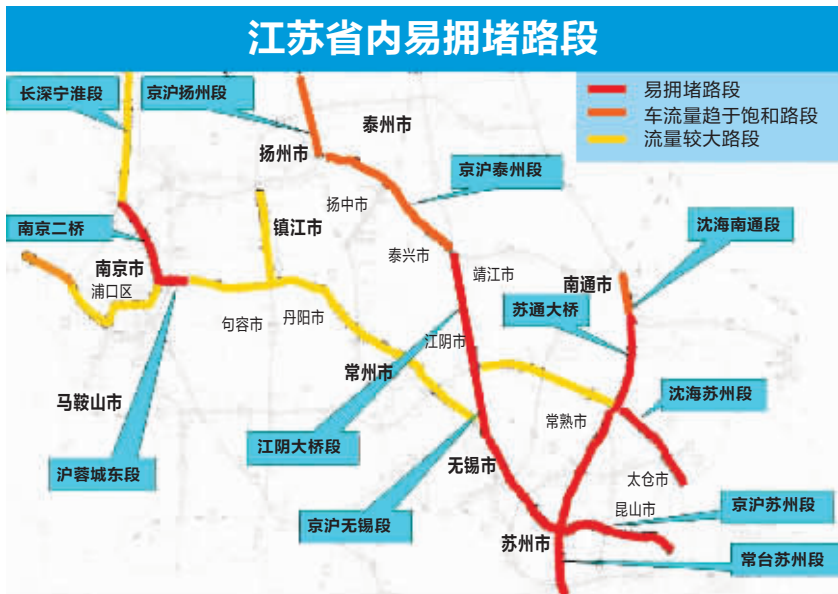 江苏省内易拥堵路段
易拥堵路段
车流量趋于饱和路段
流量较大路段
长深宁淮段
京沪扬州段
泰州市
扬州市
京沪泰州段
扬中市
南京二桥
镇江市
沈海南通段
南京市
浦口区
泰兴市
靖江市
南通市
苏通大桥
句容市
丹阳市
江阴市
常州市
马鞍山市
沈海苏州段
常熟市
江阴大桥段
沪蓉城东段
无锡市
太仓市
京沪苏州段
昆山市
京沪无锡段
苏州市
常台苏州段